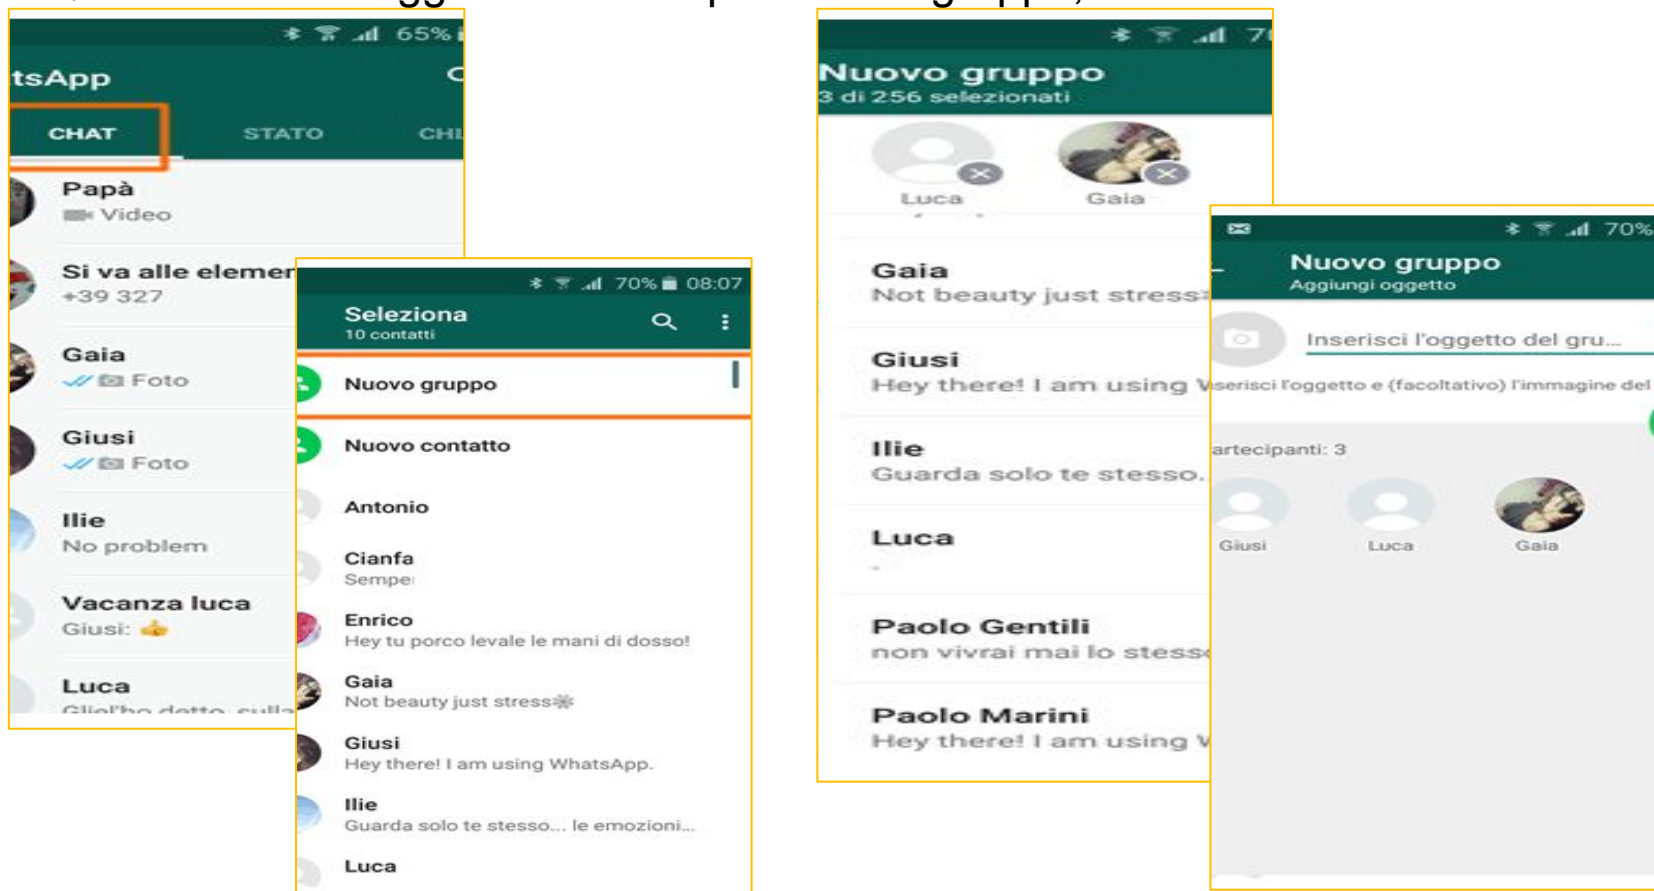 65%
tsApp
CHAT STATO
Papà
Video
Si va alle elemer
+39 327
Gaia
Foto
Giusi
Foto
Ilie
No problem
Vacanza luca
Giusi: 👍
Luca
70% 08:07
Seleziona
10 contatti
Nuovo gruppo
Nuovo contatto
Antonio
Cianfa
Sempe
Enrico
Hey tu porco levale le mani di dosso!
Gaia
Not beauty just stress
Giusi
Hey there! I am using WhatsApp.
Ilie
Guarda solo te stesso... le emozioni...
Luca
Nuovo gruppo
3 di 256 selezionati
Luca Gaia
Gaia
Not beauty just stress
Giusi
Hey there! I am using
Ilie
Guarda solo te stesso..
Luca
Paolo Gentili
non vivrai mai lo stess
Paolo Marini
Hey there! I am using
70%
Nuovo gruppo
Aggiungi oggetto
Inserisci l'oggetto del gru...
serisci l'oggetto e (facoltativo) l'immagine del
artecipanti: 3
Giusi Luca Gaia